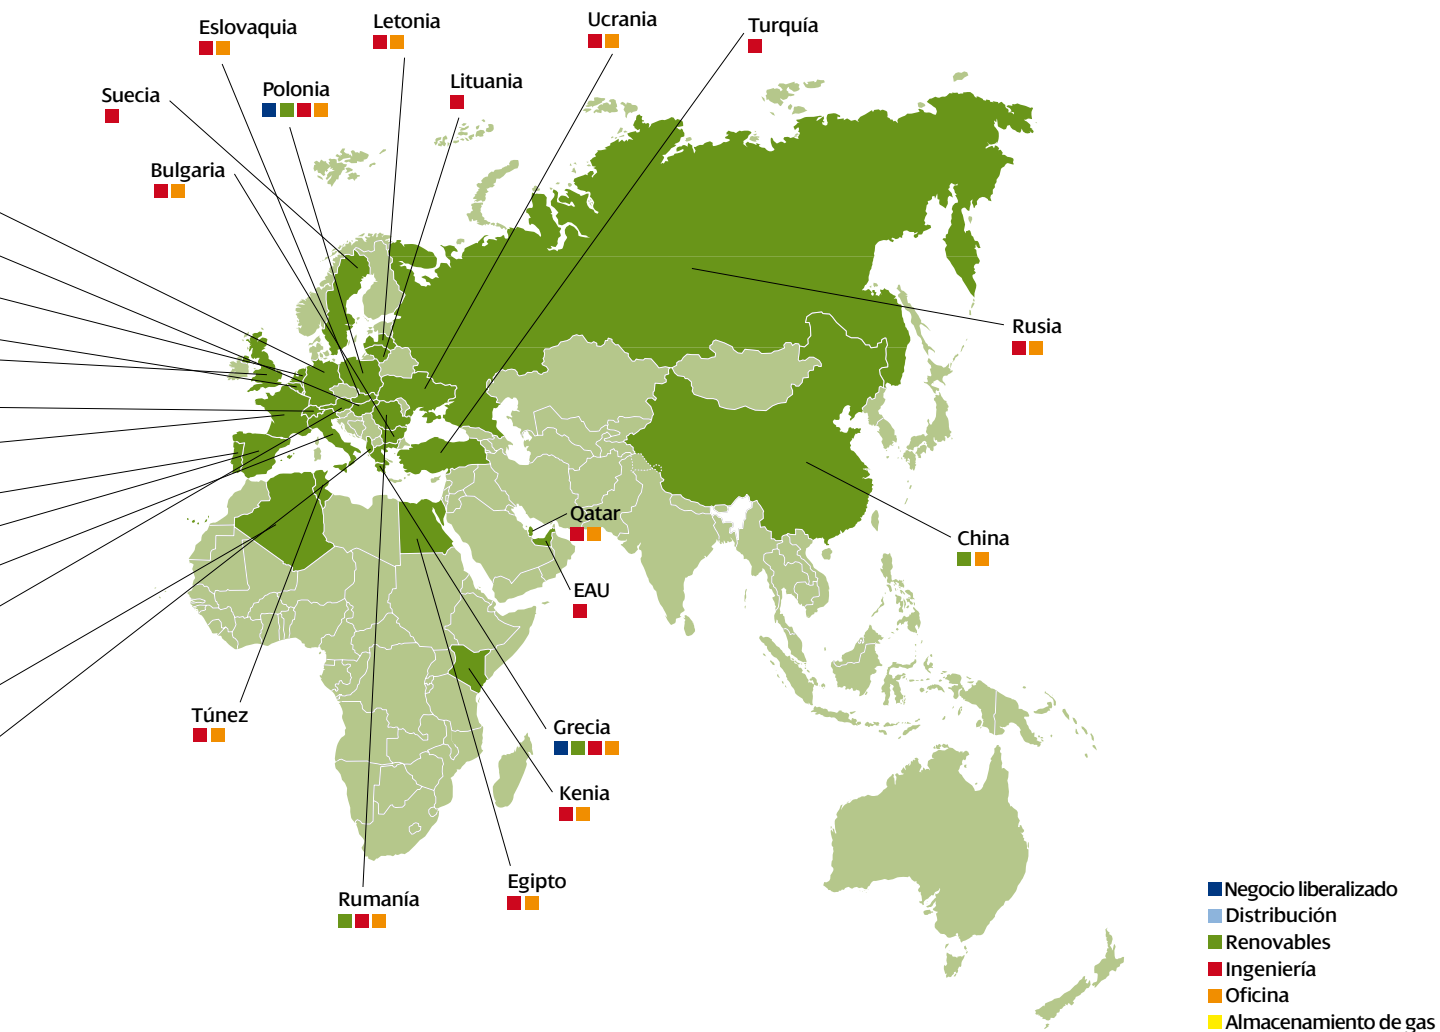 Eslovaquia
Letonia
Ucrania
Turquía
Suecia
Polonia
Lituania
Bulgaria
Rusia
Qatar
China
EAU
Túnez
Grecia
Kenia
Egipto
Rumanía
Negocio liberalizado
Distribución
Renovables
Ingeniería
Oficina
Almacenamiento de gas